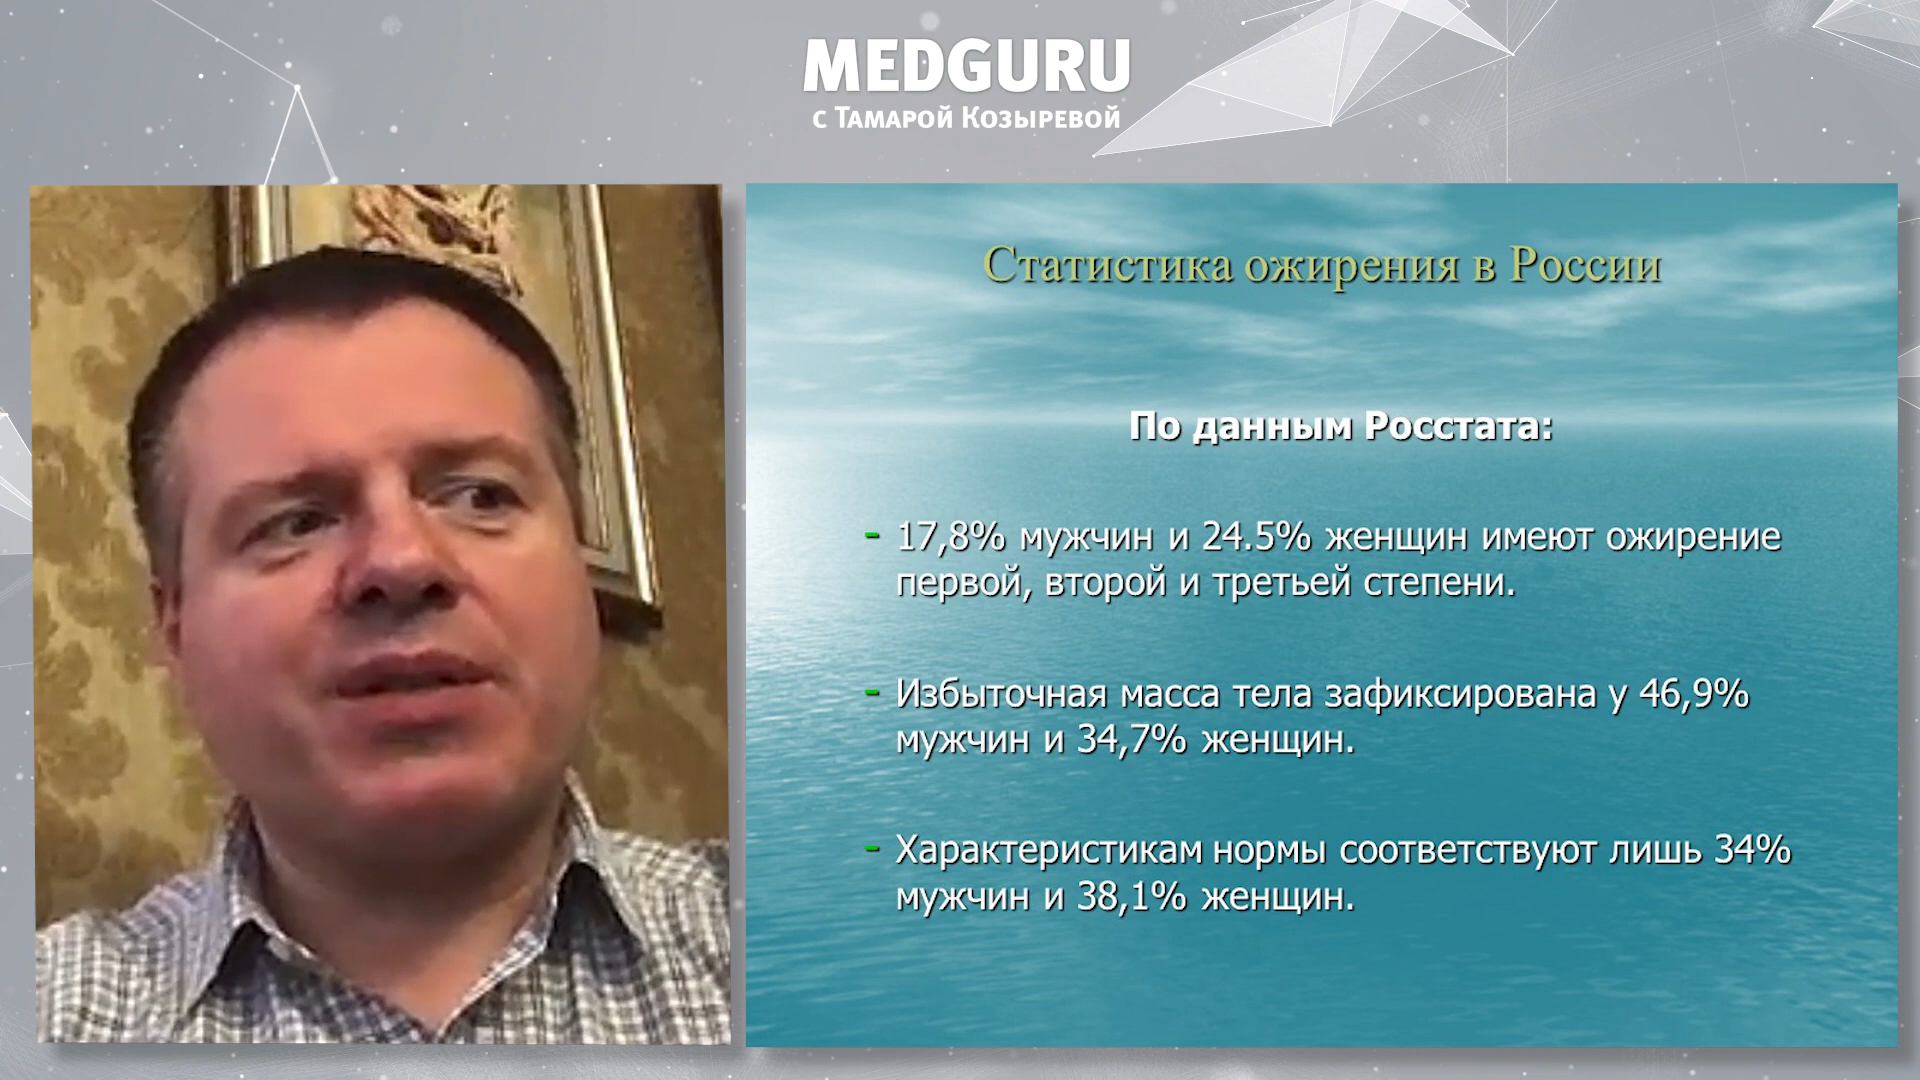 MEDGURU
с Тамарой Козыревой
Статистика ожирения в России
По данным Росстата:
- 17,8% мужчин и 24.5% женщин имеют ожирение
первой, второй и третьей степени.
- Избыточная масса тела зафиксирована у 46,9%
мужчин и 34,7% женщин.
- Характеристикам нормы соответствуют лишь 34%
мужчин и 38,1% женщин.